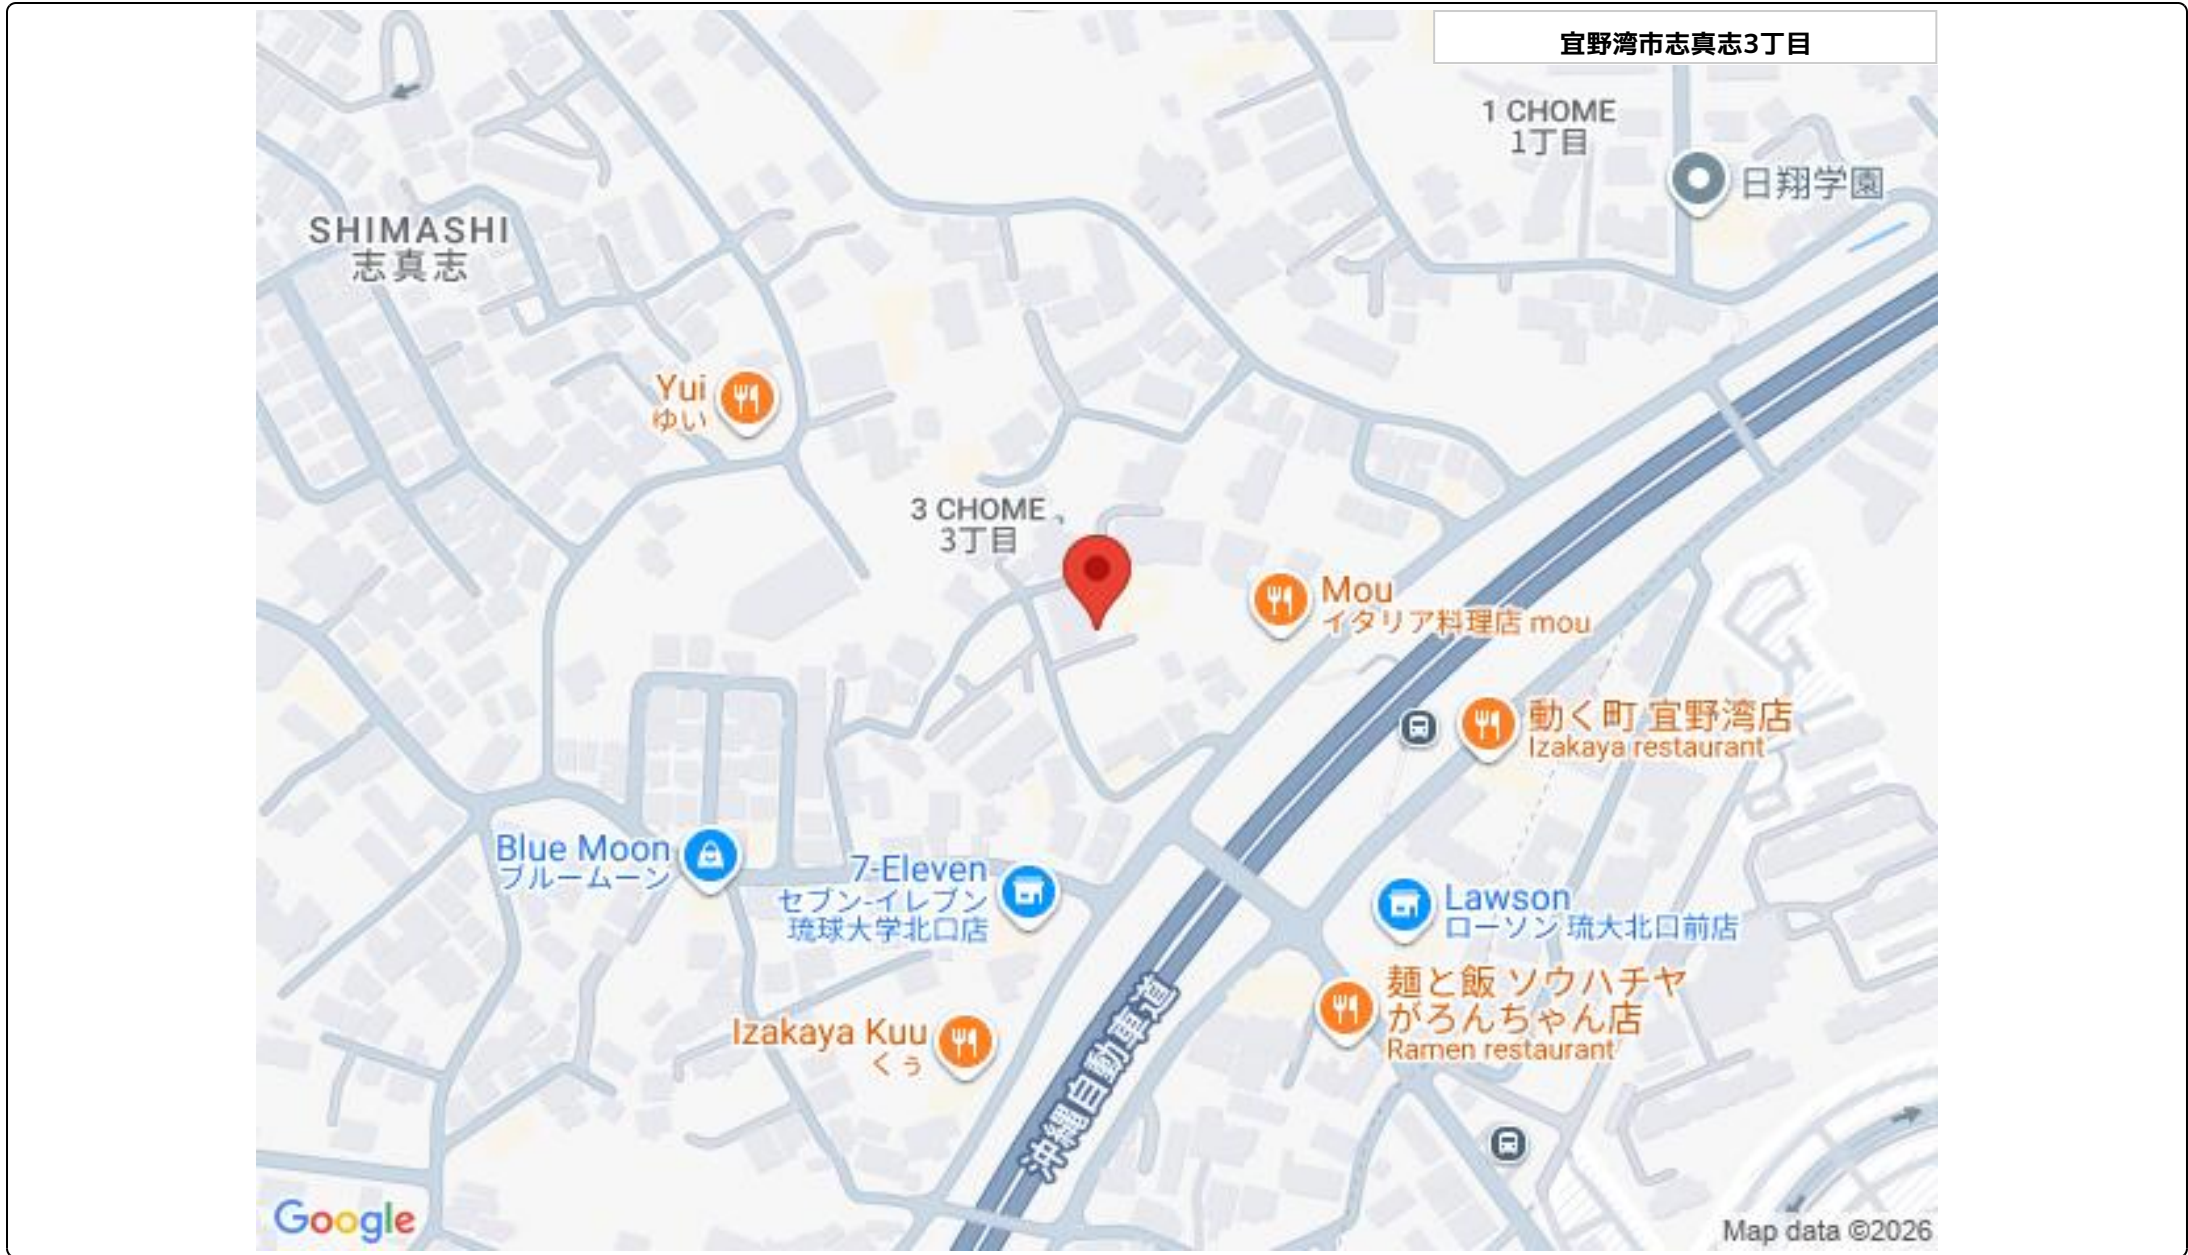 宜野湾市志真志3丁目
1 CHOME
1丁目
日翔学園
SHIMASHI
志真志
Yui
ゆい
3 CHOME
3丁目
Mou
イタリア料理店 mou
動く町 宜野湾店
Izakaya restaurant
Blue Moon
ブルームーン
7-Eleven
セブン-イレブン
琉球大学北口店
Lawson
ローソン 琉大北口前店
麺と飯 ソウハチヤ
がろんちゃん店
Ramen restaurant
Izakaya Kuu
くぅ
沖縄自動車道
Google
Map data ©2026